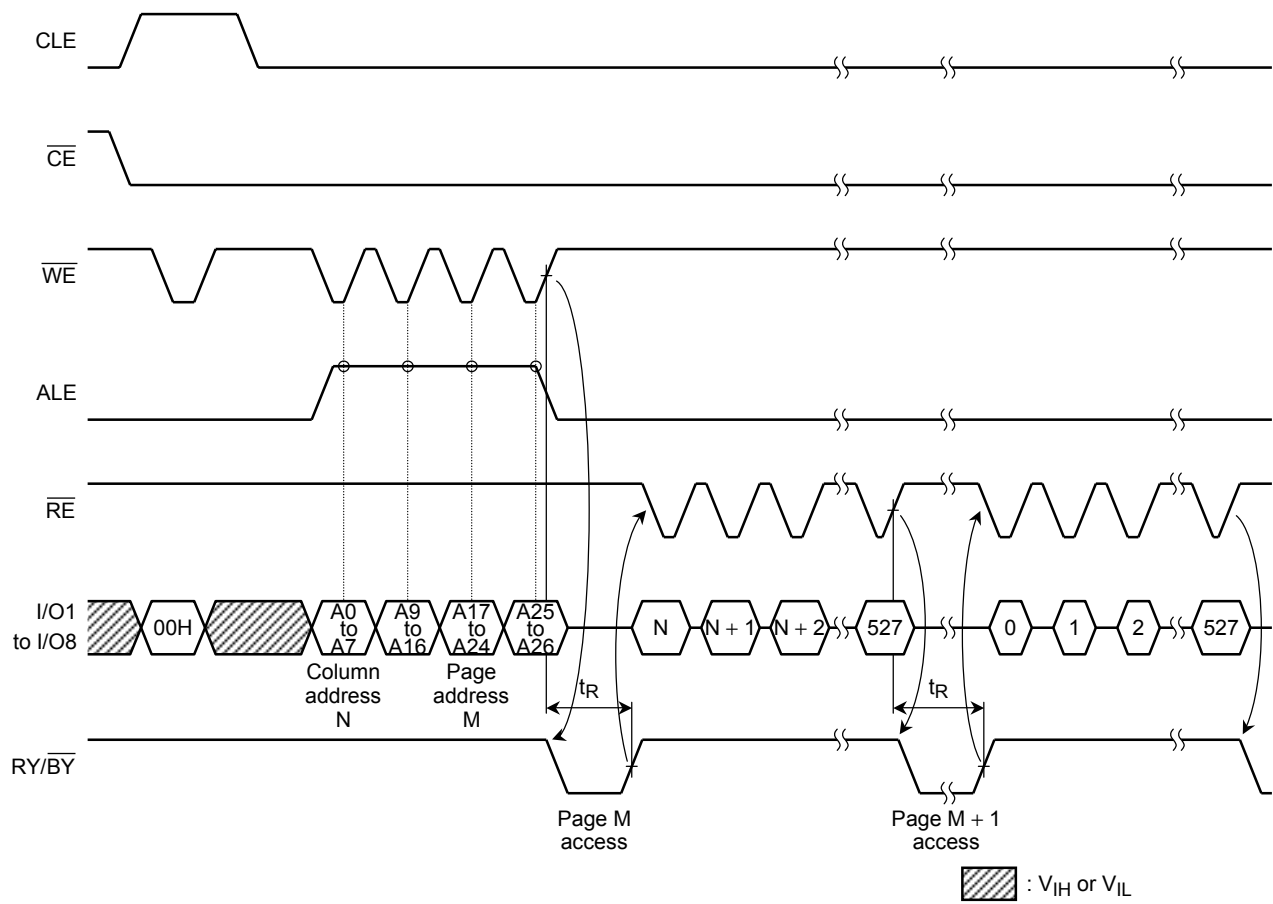 CLE
CE
WE
ALE
RE
I/O1
to I/O8
00H
A0
to
A7
A9
to
A16
A17
to
A24
A25
to
A26
N
N + 1
N + 2
527
0
1
2
527
Column
address
N
Page
address
M
tR
tR
RY/BY
Page M
access
Page M + 1
access
: VIH or VIL